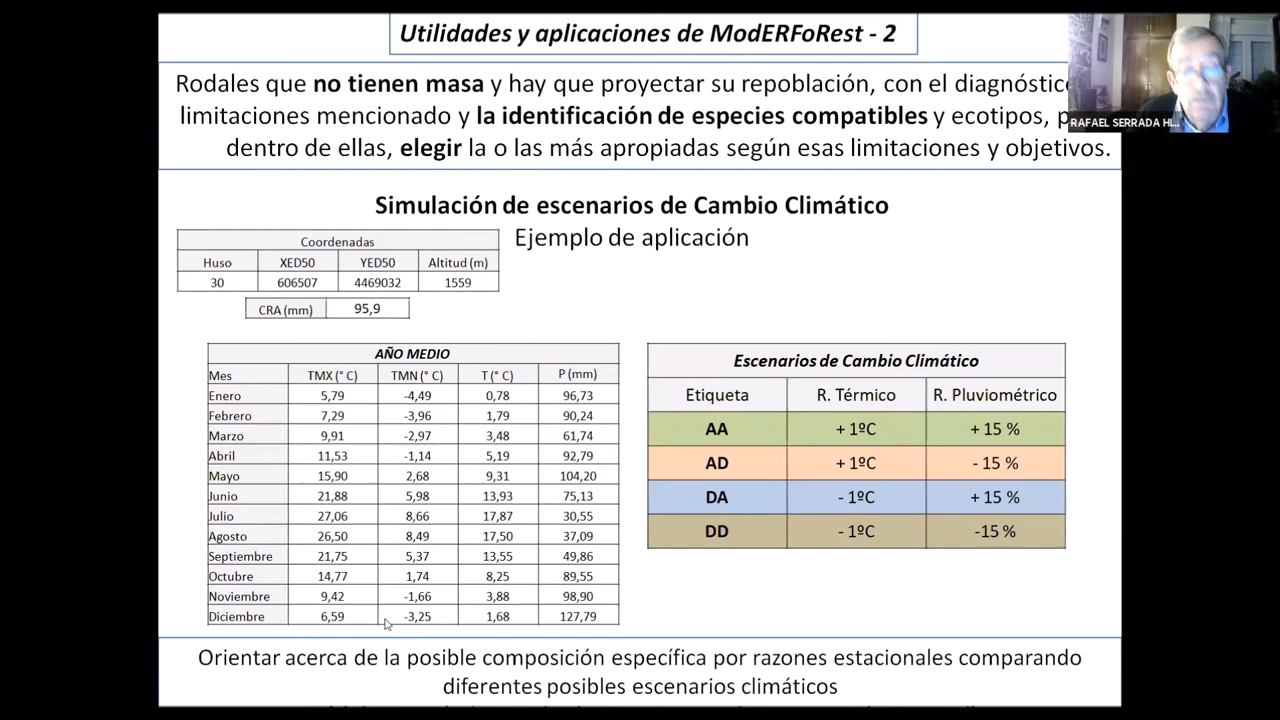 Utilidades y aplicaciones de ModERFoRest - 2
Rodales que no tienen masa y hay que proyectar su repoblación, con el diagnóstico
limitaciones mencionado y la identificación de especies compatibles y ecotipos,
dentro de ellas, elegir la o las más apropiadas según esas limitaciones y objetivos.
RAFAEL SERRADA HI...
Simulación de escenarios de Cambio Climático
Ejemplo de aplicación
Coordenadas
Huso XED50 YED50 Altitud (m)
30 606507 4469032 1559
CRA (mm) 95,9
AÑO MEDIO
Mes TMX (° C) TMN (° C) T (° C) P (mm)
Enero 5,79 -4,49 0,78 96,73
Febrero 7,29 -3,96 1,79 90,24
Marzo 9,91 -2,97 3,48 61,74
Abril 11,53 -1,14 5,19 92,79
Mayo 15,90 2,68 9,31 104,20
Junio 21,88 5,98 13,93 75,13
Julio 27,06 8,66 17,87 30,55
Agosto 26,50 8,49 17,50 37,09
Septiembre 21,75 5,37 13,55 49,86
Octubre 14,77 1,74 8,25 89,55
Noviembre 9,42 -1,66 3,88 98,90
Diciembre 6,59 -3,25 1,68 127,79
Escenarios de Cambio Climático
Etiqueta R. Térmico R. Pluviométrico
AA + 1ºC + 15 %
AD + 1ºC - 15 %
DA - 1ºC + 15 %
DD - 1ºC -15 %
Orientar acerca de la posible composición específica por razones estacionales comparando
diferentes posibles escenarios climáticos